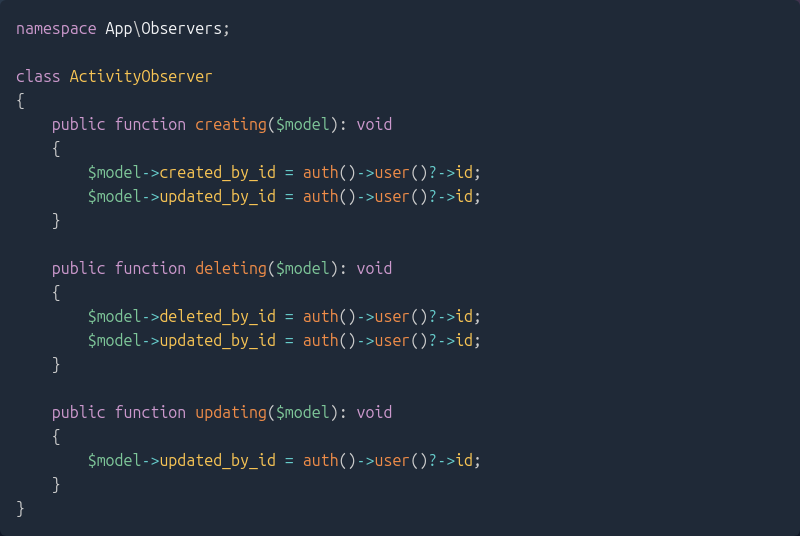 namespace App\Observers;

class ActivityObserver
{
    public function creating($model): void
    {
        $model->created_by_id = auth()->user()?->id;
        $model->updated_by_id = auth()->user()?->id;
    }

    public function deleting($model): void
    {
        $model->deleted_by_id = auth()->user()?->id;
        $model->updated_by_id = auth()->user()?->id;
    }

    public function updating($model): void
    {
        $model->updated_by_id = auth()->user()?->id;
    }
}